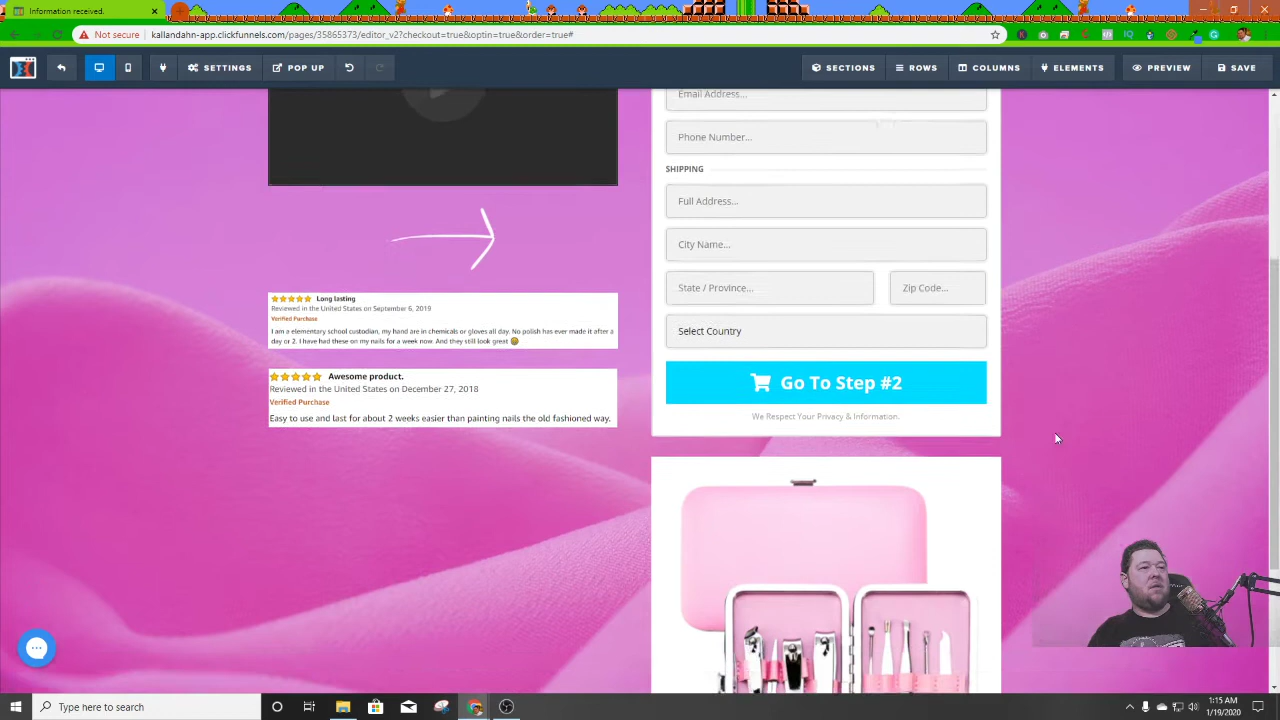 Information received.
Not secure
kallandahn-app.clickfunnels.com/pages/35865373/editor_v2?checkout=true&optin=true&order=true#
SETTINGS
POP UP
SECTIONS
ROWS
COLUMNS
ELEMENTS
PREVIEW
SAVE
Email Address...
Phone Number...
SHIPPING
Full Address...
City Name...
State / Province...
Zip Code...
Select Country
Go To Step #2
We Respect Your Privacy & Information.
Long lasting
Reviewed in the United States on September 6, 2019
Verified Purchase
I am a elementary school custodian, my hand are in chemicals or gloves all day. No polish has ever made it after a
day or 2. I have had these on my nails for a week now. And they still look great
Awesome product.
Reviewed in the United States on December 27, 2018
Verified Purchase
Easy to use and last for about 2 weeks easier than painting nails the old fashioned way.
Type here to search
1:15 AM
1/19/2020